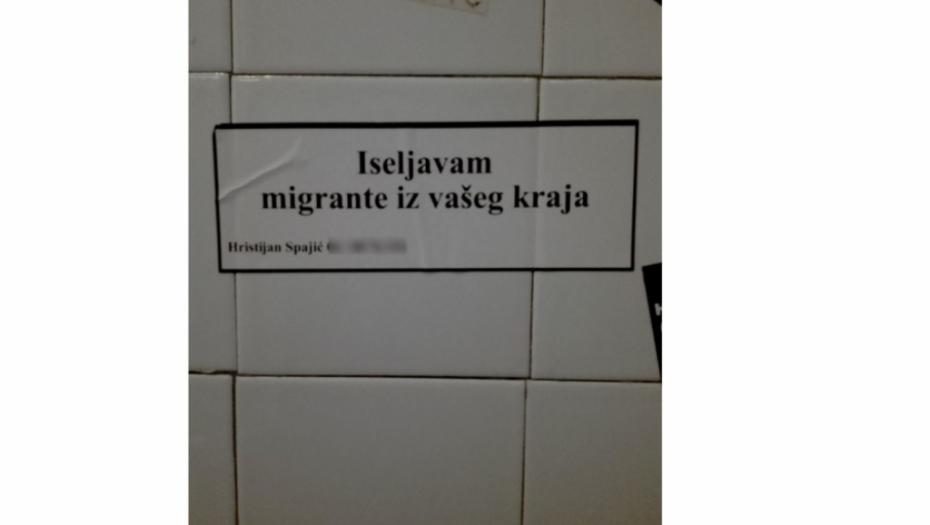 Iseljavam
migrante iz vašeg kraja
Hristijan Spajić